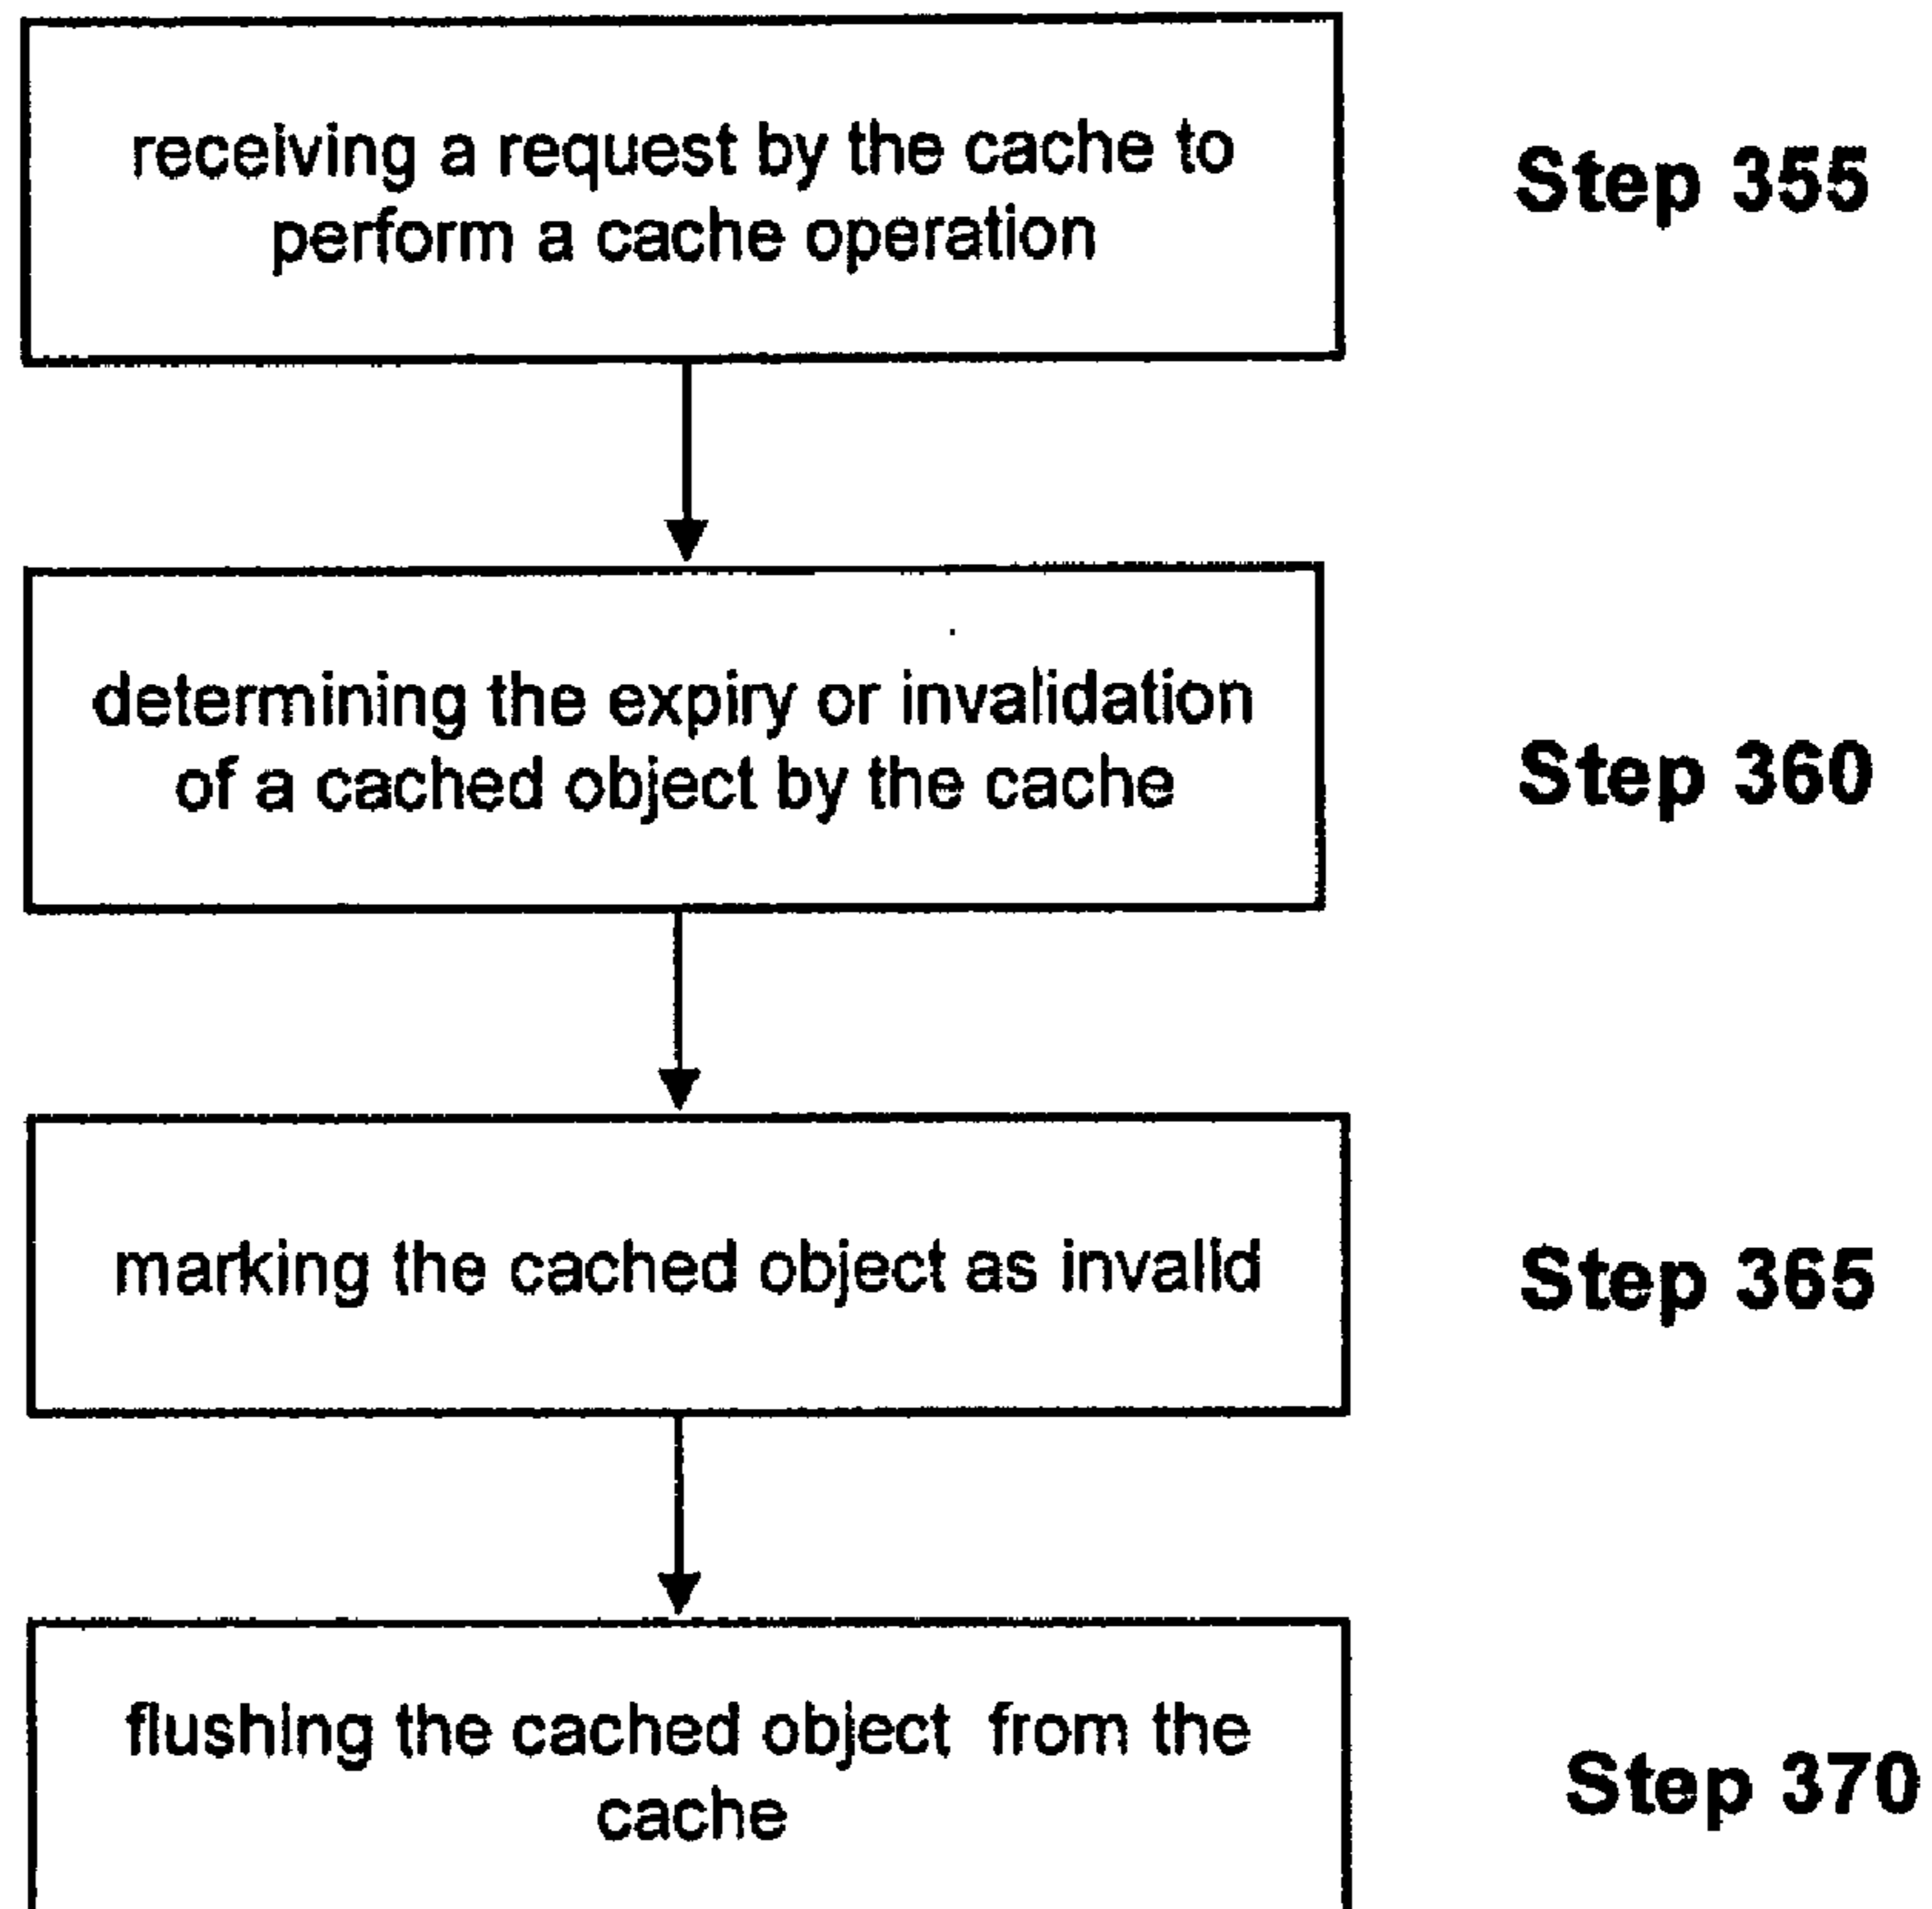 receiving a request by the cache to
perform a cache operation
Step 355
determining the expiry or invalidation
of a cached object by the cache
Step 360
marking the cached object as invalid
Step 365
flushing the cached object from the
cache
Step 370